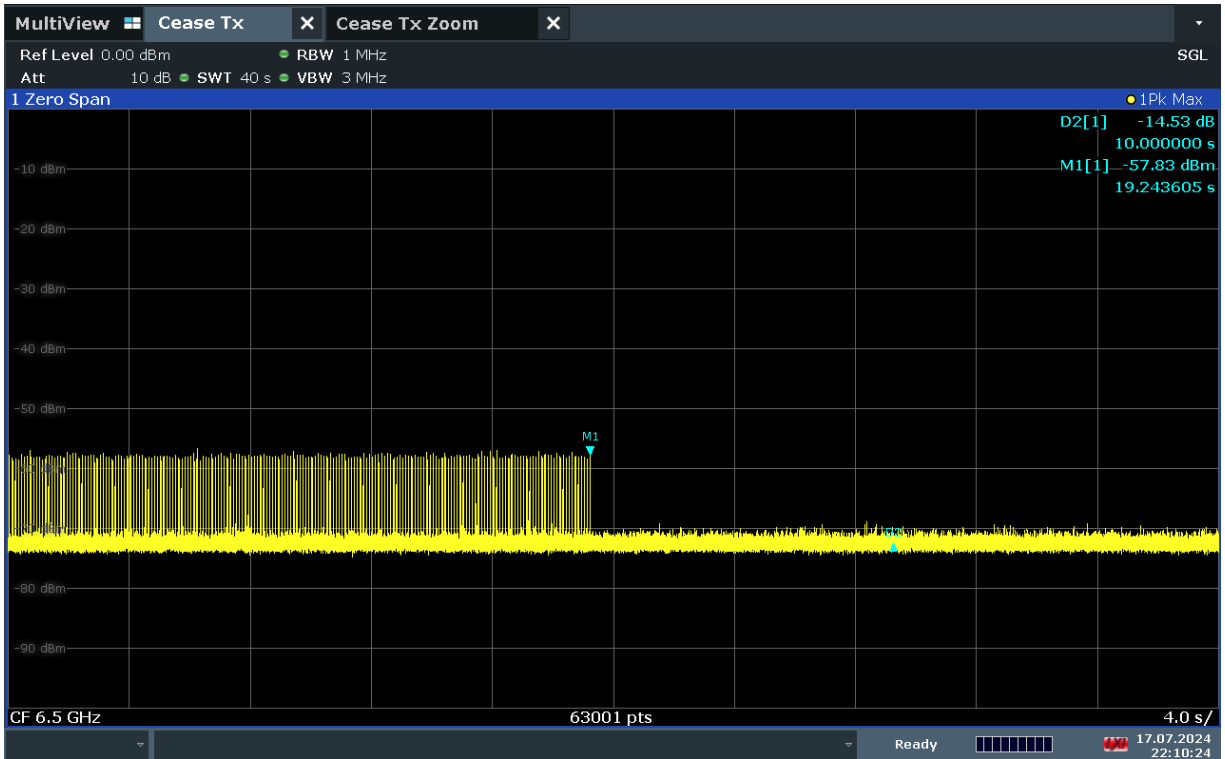 MultiView Cease Tx X Cease Tx Zoom X
Ref Level 0.00 dBm RBW 1 MHz SGL
Att 10 dB SWT 40 s VBW 3 MHz
1 Zero Span 1Pk Max
D2[1] -14.53 dB
10.000000 s
-10 dBm M1[1] -57.83 dBm
19.243605 s
-20 dBm
-30 dBm
-40 dBm
-50 dBm
M1
D2
-80 dBm
-90 dBm
CF 6.5 GHz 63001 pts 4.0 s/
Ready 17.07.2024
22:10:24